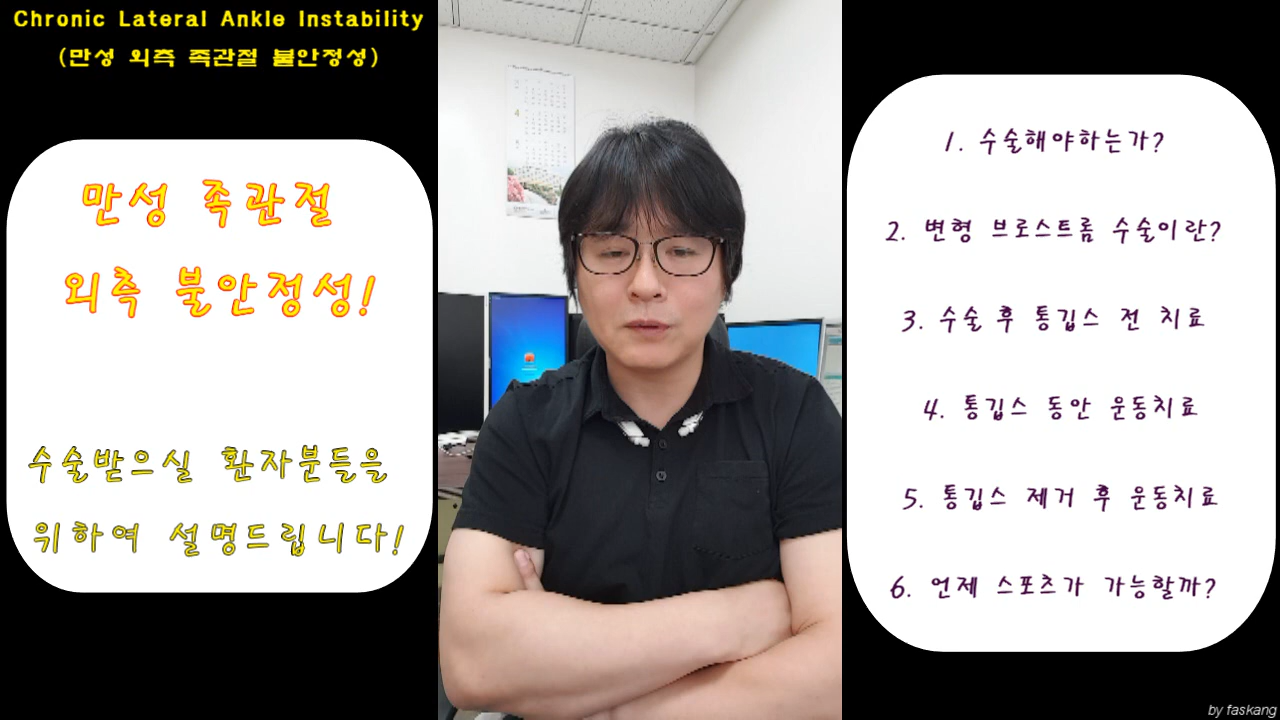 Chronic Lateral Ankle Instability
(만성 외측 족관절 불안정성)
만성 족관절
외측 불안정성!
수술받으실 환자분들을
위하여 설명드립니다!
1. 수술해야하는가?
2. 변형 브로스트롬 수술이란?
3. 수술 후 통깁스 전 치료
4. 통깁스 동안 운동치료
5. 통깁스 제거 후 운동치료
6. 언제 스포츠가 가능할까?
by faskang